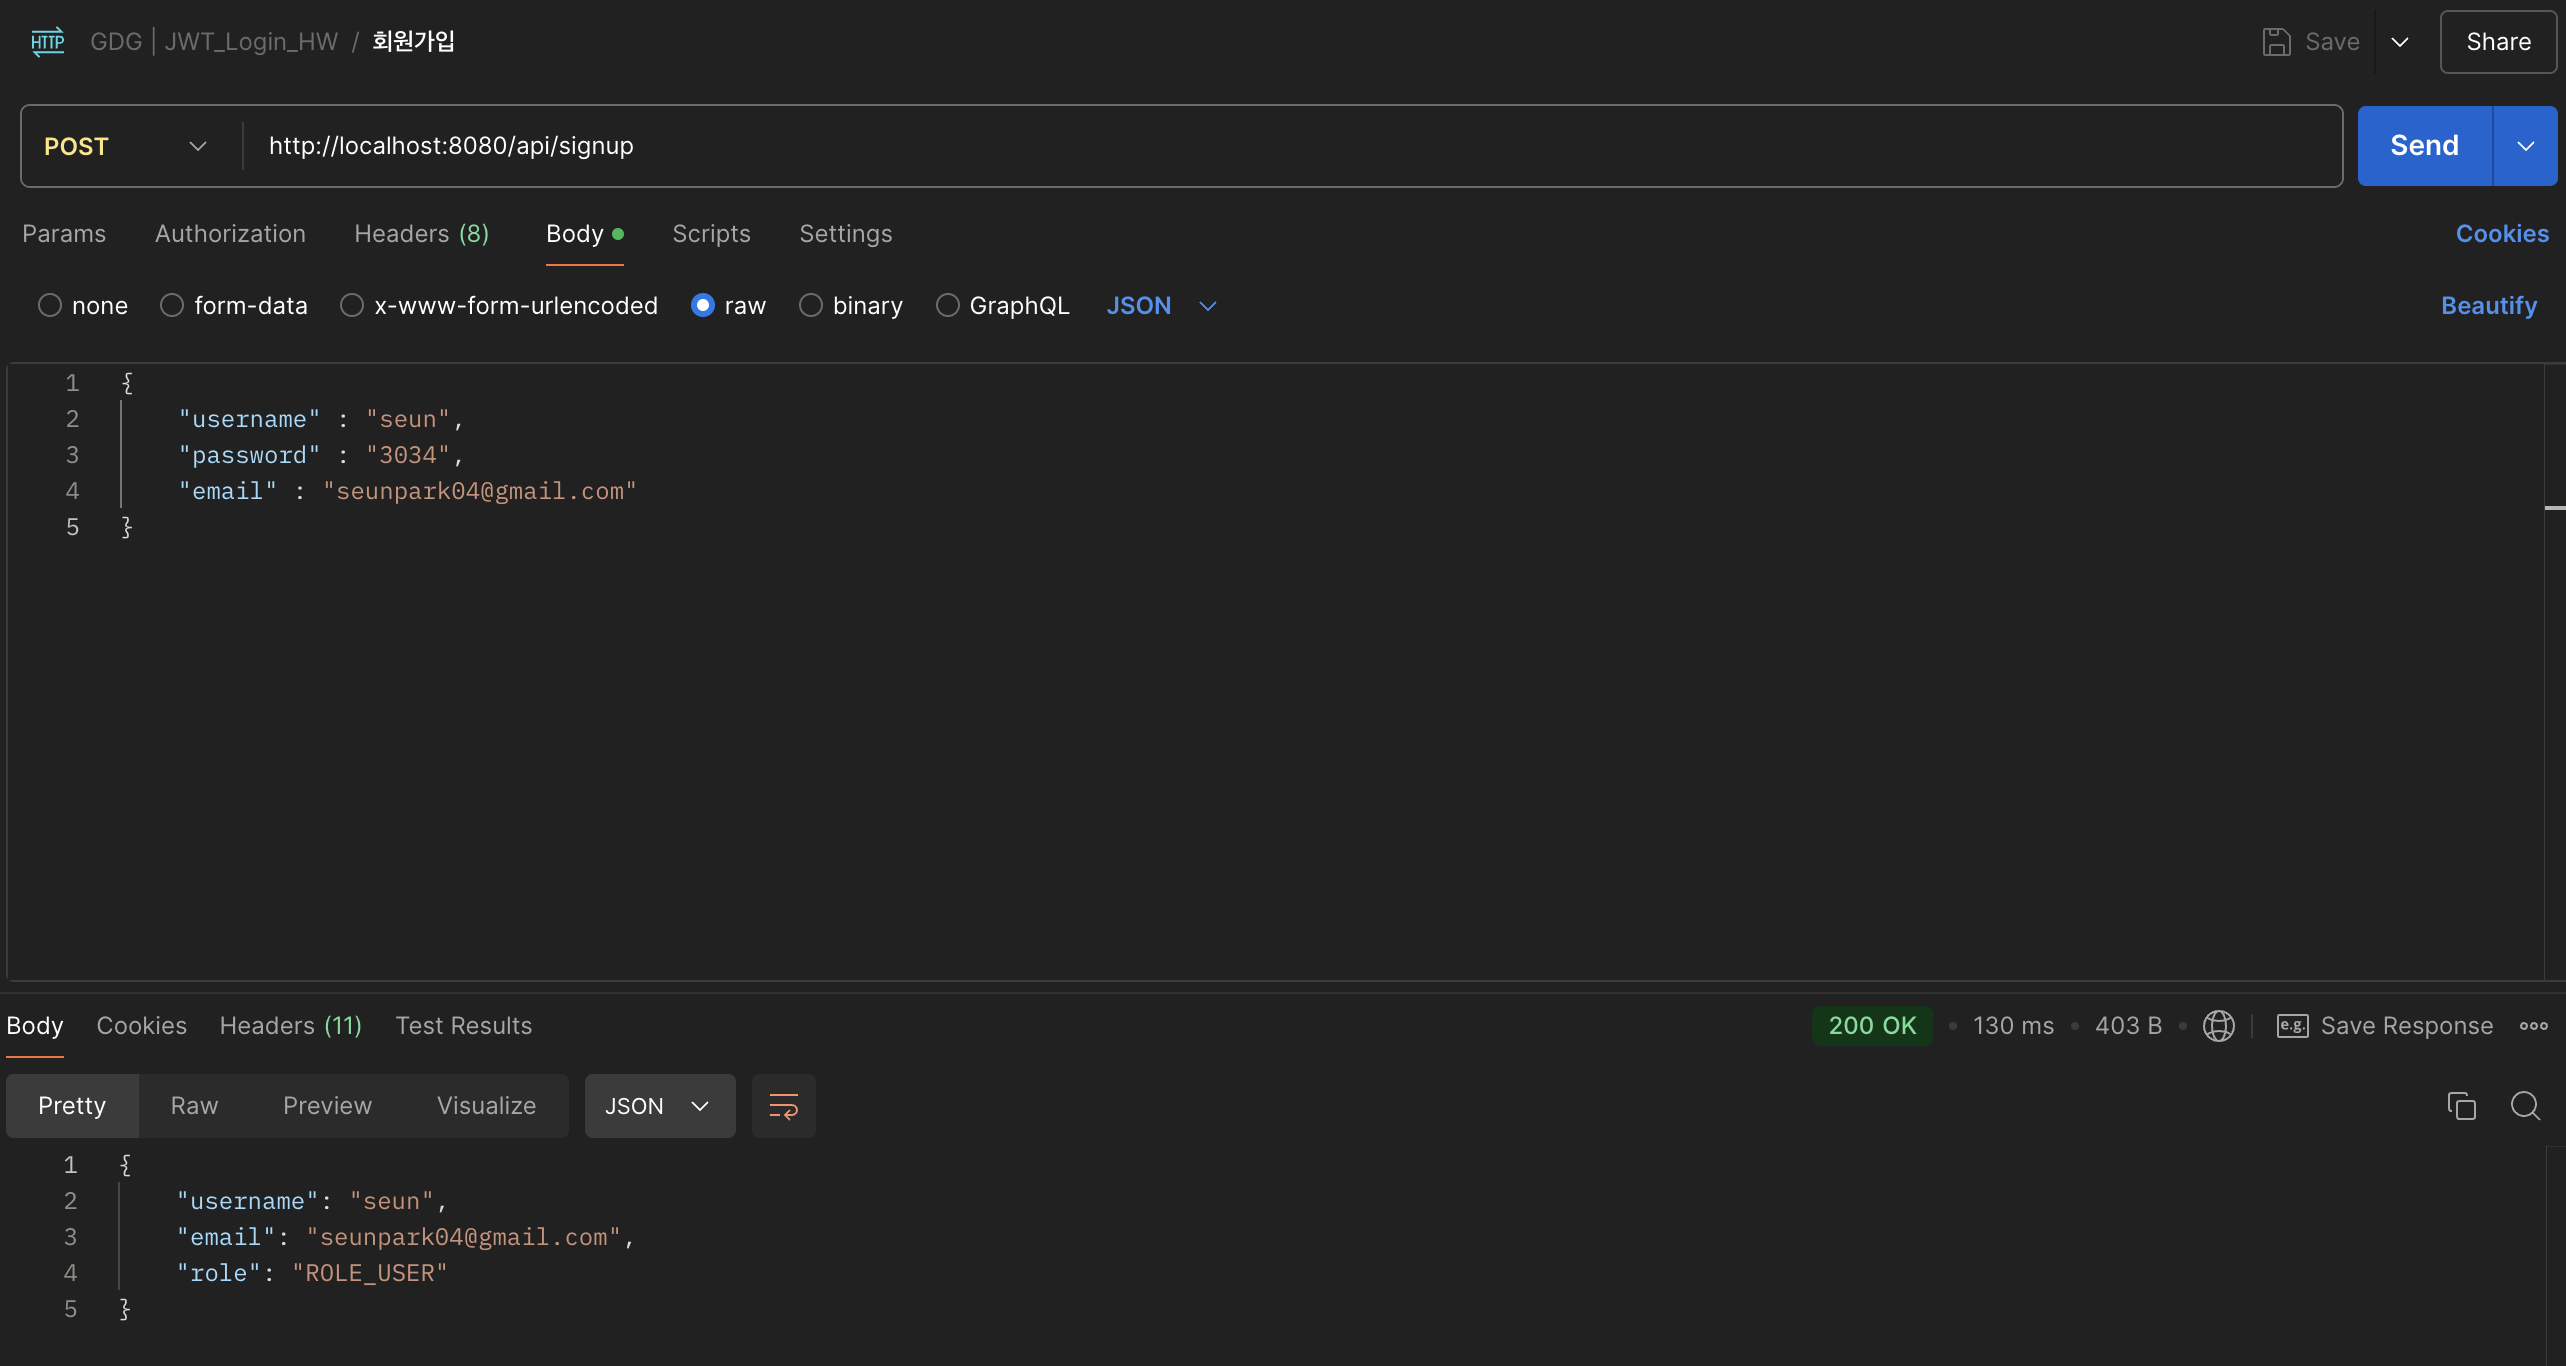 HTTP GDG | JWT_Login_HW / 회원가입 Save Share
POST http://localhost:8080/api/signup Send
Params Authorization Headers (8) Body Scripts Settings Cookies
none form-data x-www-form-urlencoded raw binary GraphQL JSON Beautify
1 {
2 "username" : "seun",
3 "password" : "3034",
4 "email" : "seunpark04@gmail.com"
5 }
Body Cookies Headers (11) Test Results 200 OK • 130 ms • 403 B • e.g. Save Response
Pretty Raw Preview Visualize JSON
1 {
2 "username": "seun",
3 "email": "seunpark04@gmail.com",
4 "role": "ROLE_USER"
5 }